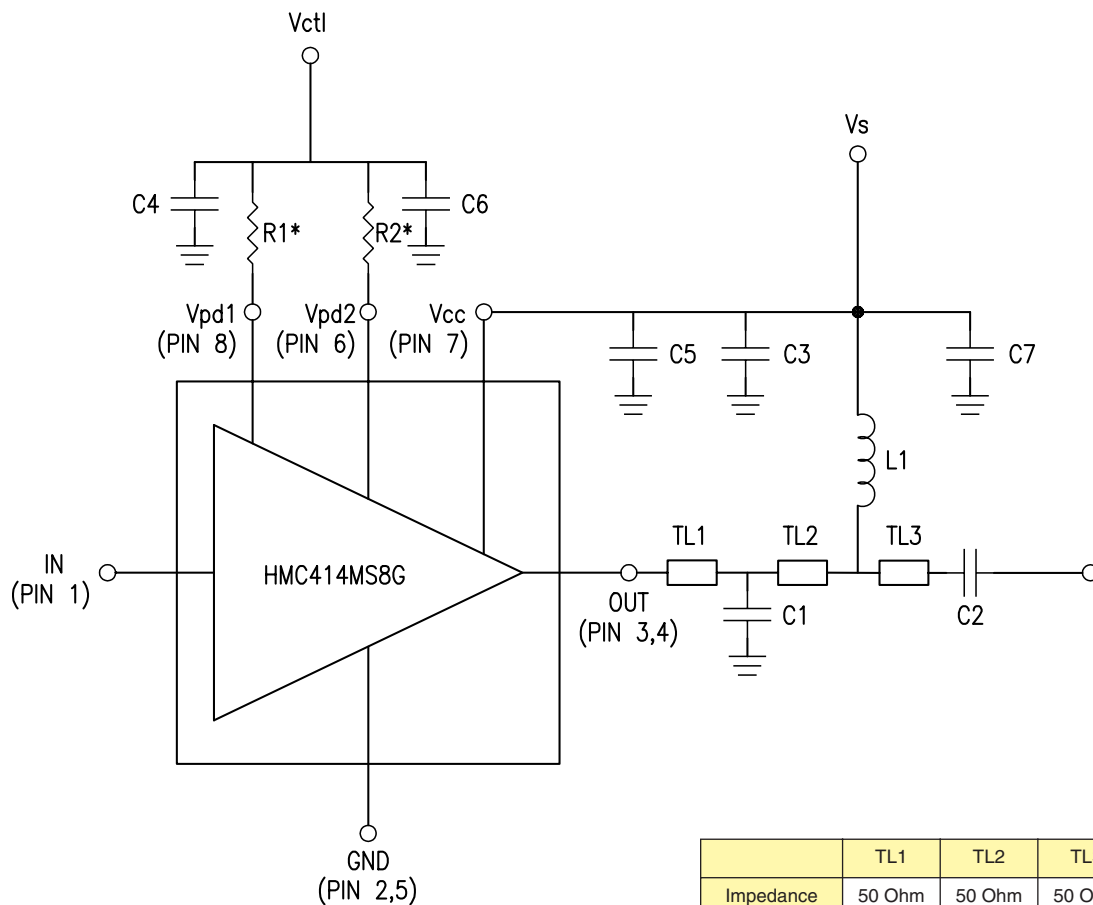 Vctl
Vs
C4
R1*
R2*
C6
Vpd1
(PIN 8)
Vpd2
(PIN 6)
Vcc
(PIN 7)
C5
C3
C7
L1
IN
(PIN 1)
HMC414MS8G
TL1
TL2
TL3
OUT
(PIN 3,4)
C1
C2
GND
(PIN 2,5)
TL1 TL2
Impedance 50 Ohm 50 Ohm